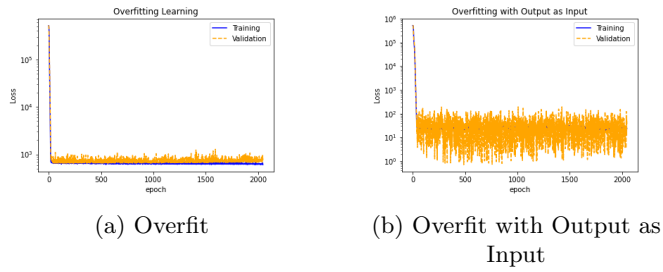 Overfitting Learning
Training
Validation
Loss
10^5
10^4
10^3
0
500
1000
1500
2000
epoch
(a) Overfit
Overfitting with Output as Input
Training
Validation
Loss
10^6
10^5
10^4
10^3
10^2
10^1
10^0
0
500
1000
1500
2000
epoch
(b) Overfit with Output as
Input